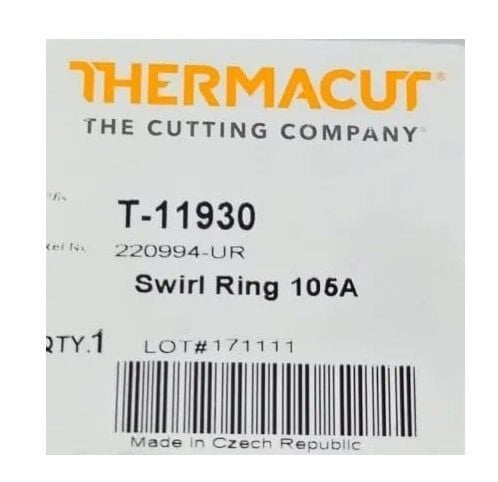 THERMACUT®
THE CUTTING COMPANY
T-11930
220994-UR
Swirl Ring 105A
QTY.1 LOT#171111
Made in Czech Republic